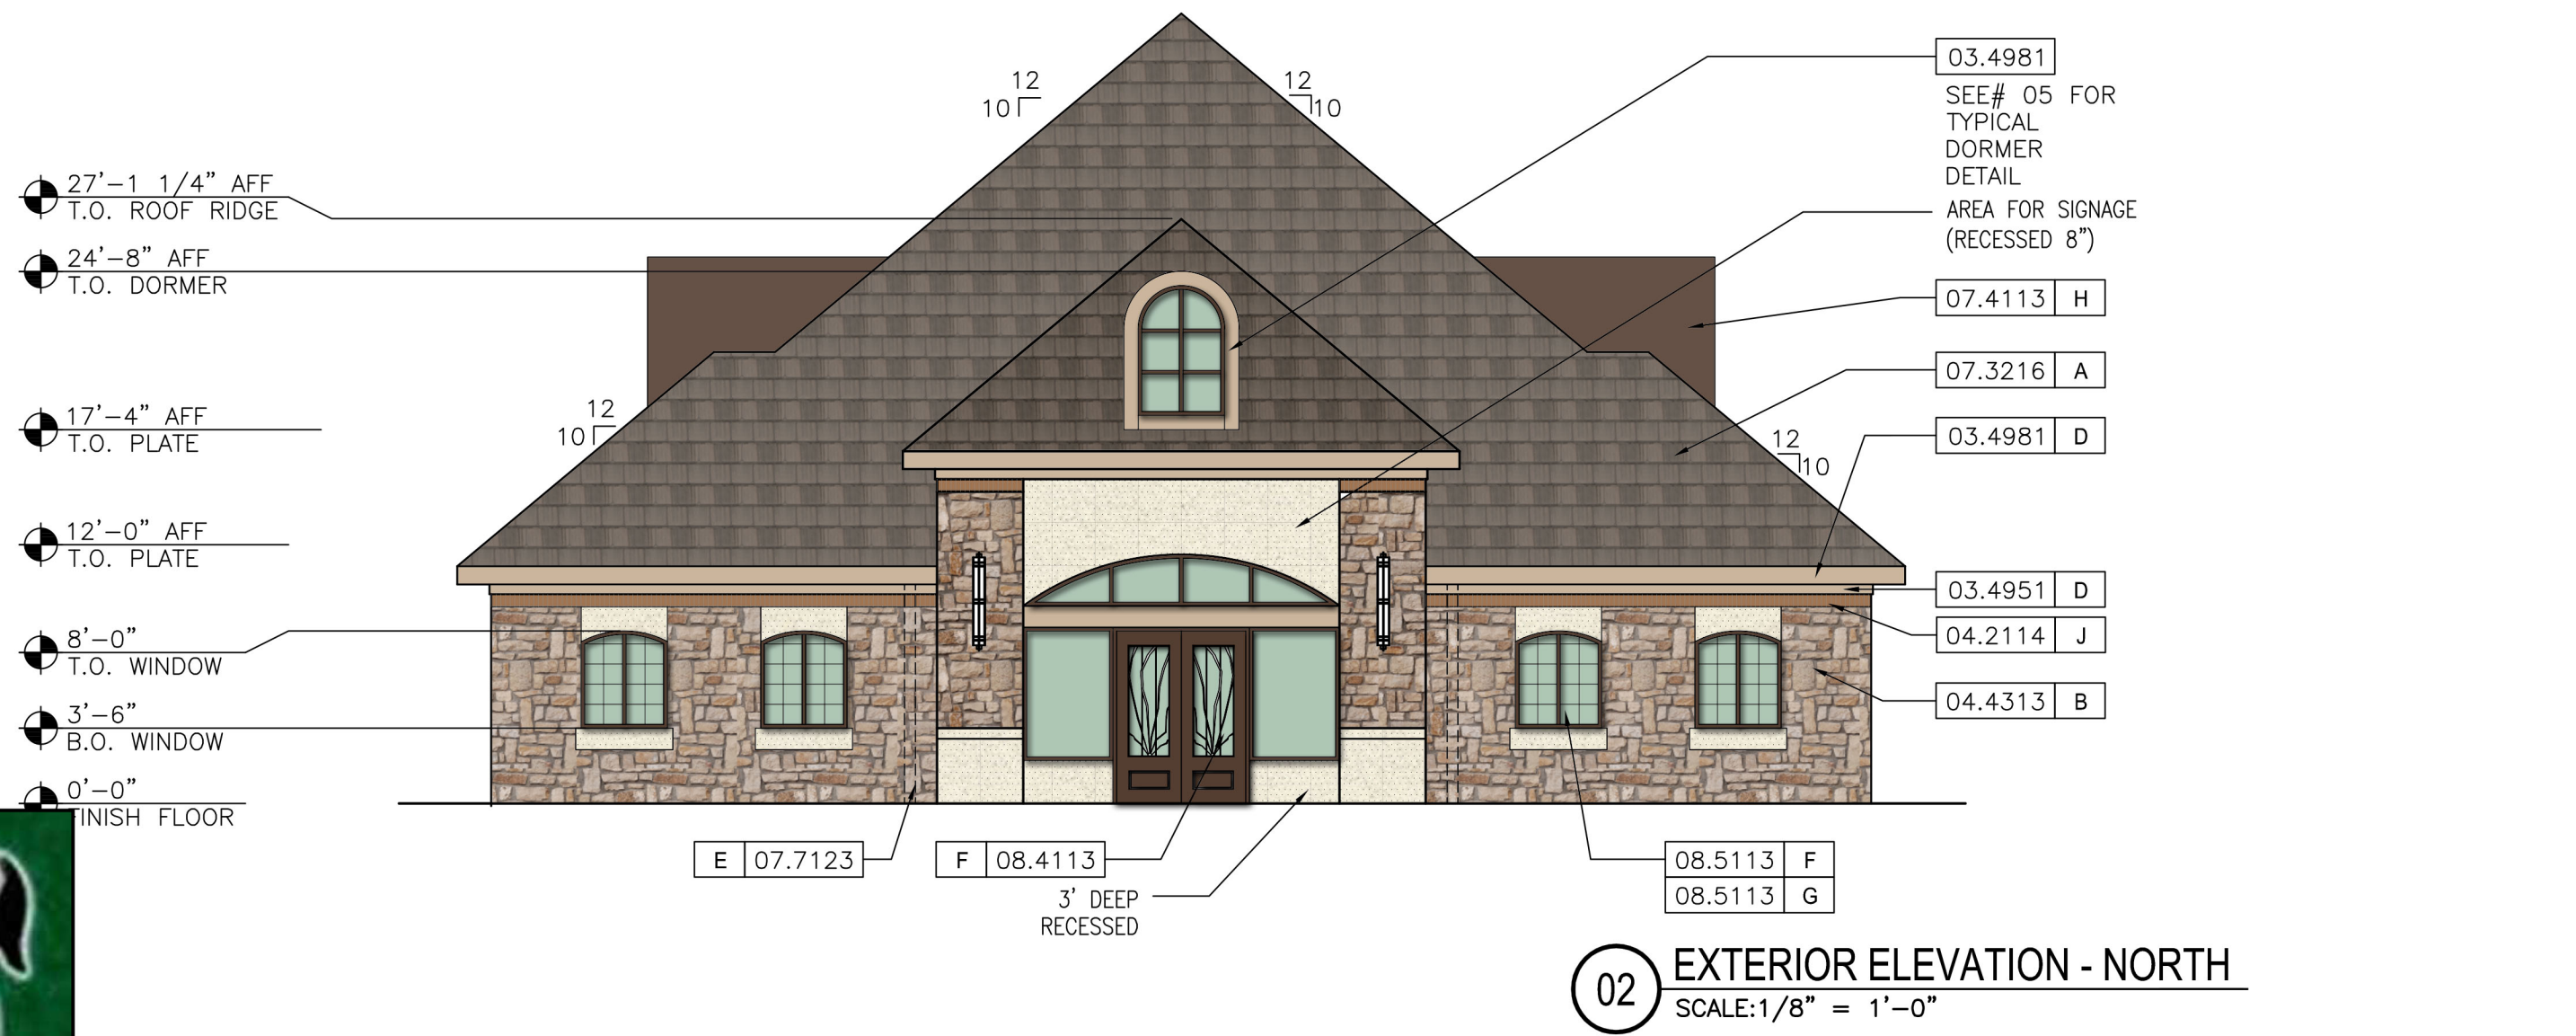 12
10
12
10
12
10
12
10
27'-1 1/4" AFF
T.O. ROOF RIDGE
24'-8" AFF
T.O. DORMER
17'-4" AFF
T.O. PLATE
12'-0" AFF
T.O. PLATE
8'-0"
T.O. WINDOW
3'-6"
B.O. WINDOW
0'-0"
FINISH FLOOR
03.4981
SEE# 05 FOR
TYPICAL
DORMER
DETAIL
AREA FOR SIGNAGE
(RECESSED 8")
07.4113 H
07.3216 A
03.4981 D
03.4951 D
04.2114 J
04.4313 B
E 07.7123
F 08.4113
3' DEEP
RECESSED
08.5113 F
08.5113 G
02
EXTERIOR ELEVATION - NORTH
SCALE:1/8" = 1'-0"